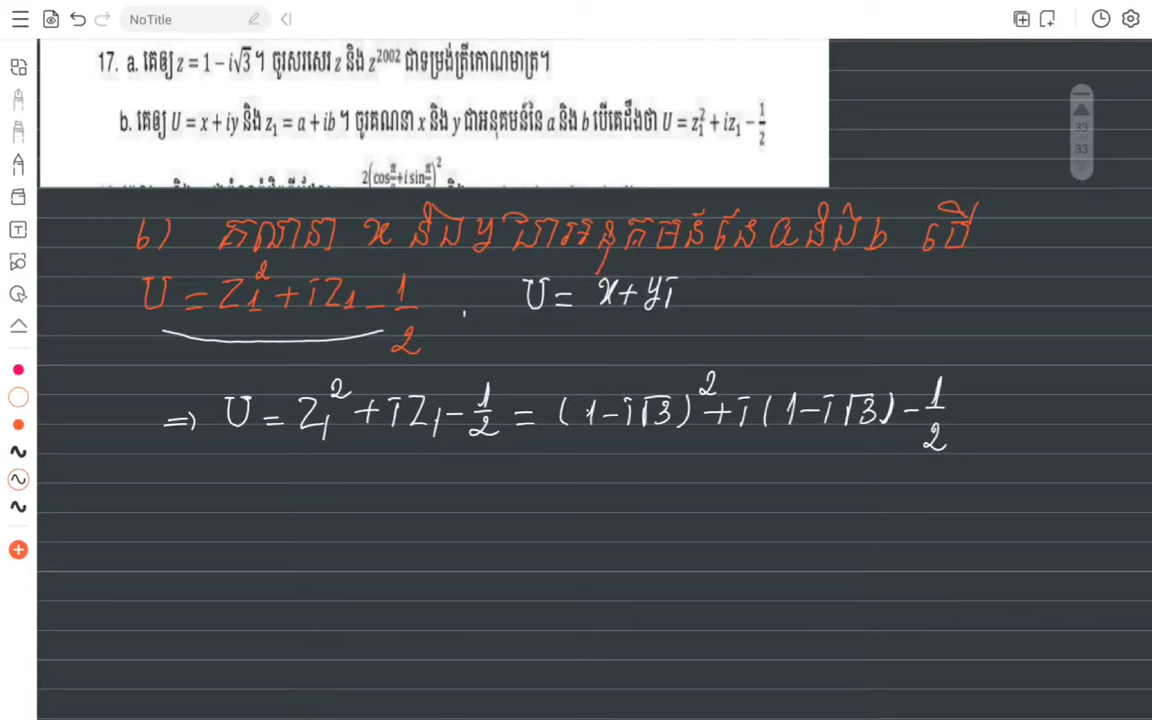 NoTitle
17. a. គេឲ្យ z = 1 − i√3 ។ ចូរសរសេរ z និង z²⁰⁰² ជាទម្រង់ត្រីកោណមាត្រ។
b. គេឲ្យ U = x + iy និង z₁ = a + ib ។ ចូរគណនា x និង y ជាអនុគមន៍នៃ a និង b បើគេដឹងថា U = z₁² + iz₁ − 1/2
b) គណនា x និង y ជាអនុគមន៍នៃ a និង b បើ
U = Z₁² + iZ₁ − 1/2 . U = x + yi
⇒ U = Z₁² + iZ₁ − 1/2 = (1 − i√3)² + i(1 − i√3) − 1/2
33
33